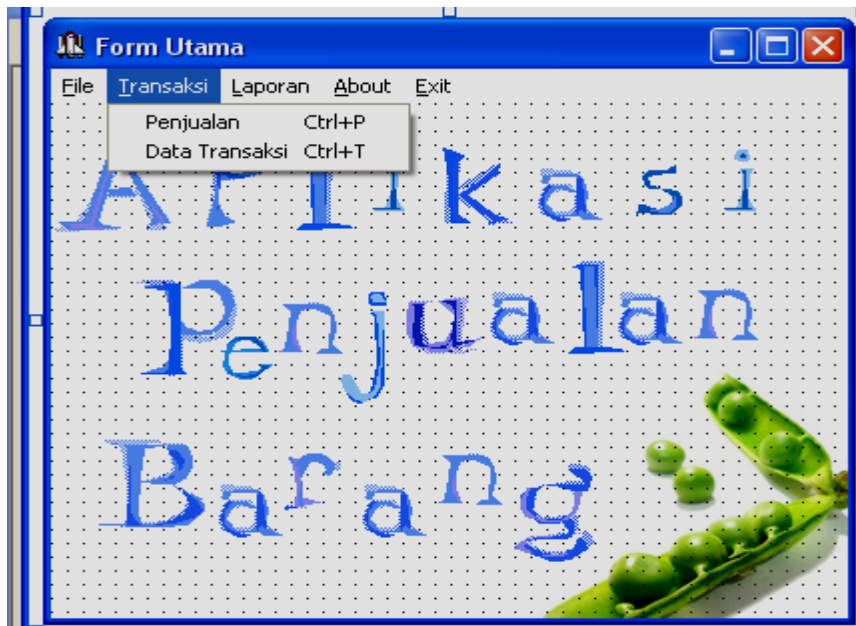 Form Utama
File Transaksi Laporan About Exit
Penjualan Ctrl+P
Data Transaksi Ctrl+T
Aplikasi
Penjualan
Barang